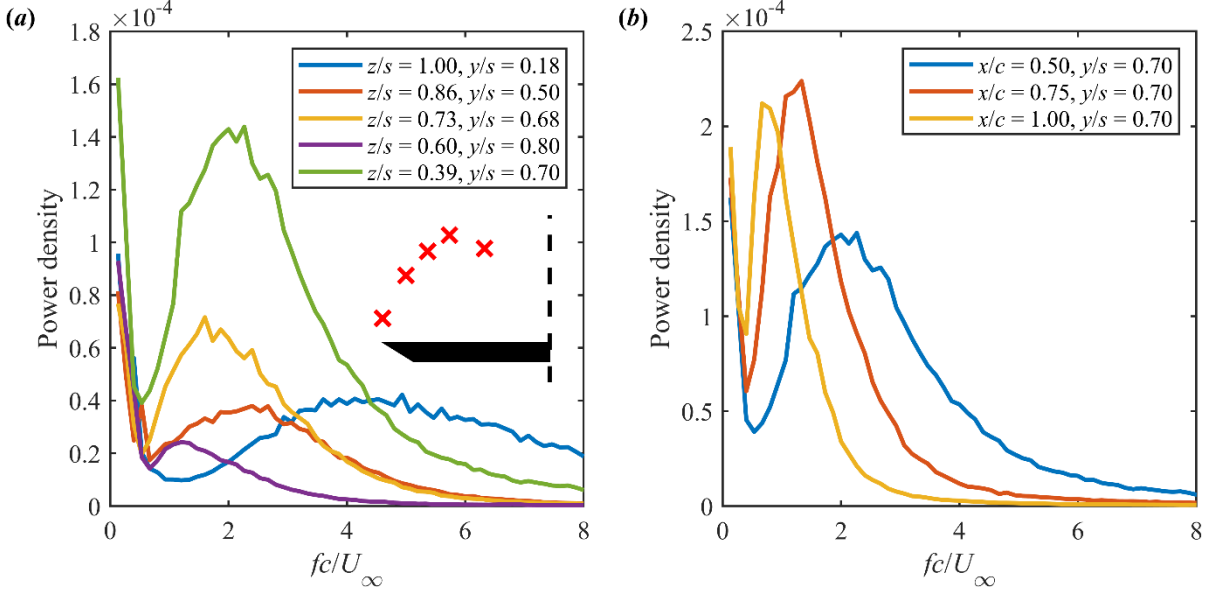 (a)
×10⁻⁴
1.8
1.6
1.4
1.2
1
0.8
0.6
0.4
0.2
0
Power density
z/s = 1.00, y/s = 0.18
z/s = 0.86, y/s = 0.50
z/s = 0.73, y/s = 0.68
z/s = 0.60, y/s = 0.80
z/s = 0.39, y/s = 0.70
0 2 4 6 8
fc/U∞
(b)
×10⁻⁴
2.5
2
1.5
1
0.5
0
Power density
x/c = 0.50, y/s = 0.70
x/c = 0.75, y/s = 0.70
x/c = 1.00, y/s = 0.70
0 2 4 6 8
fc/U∞